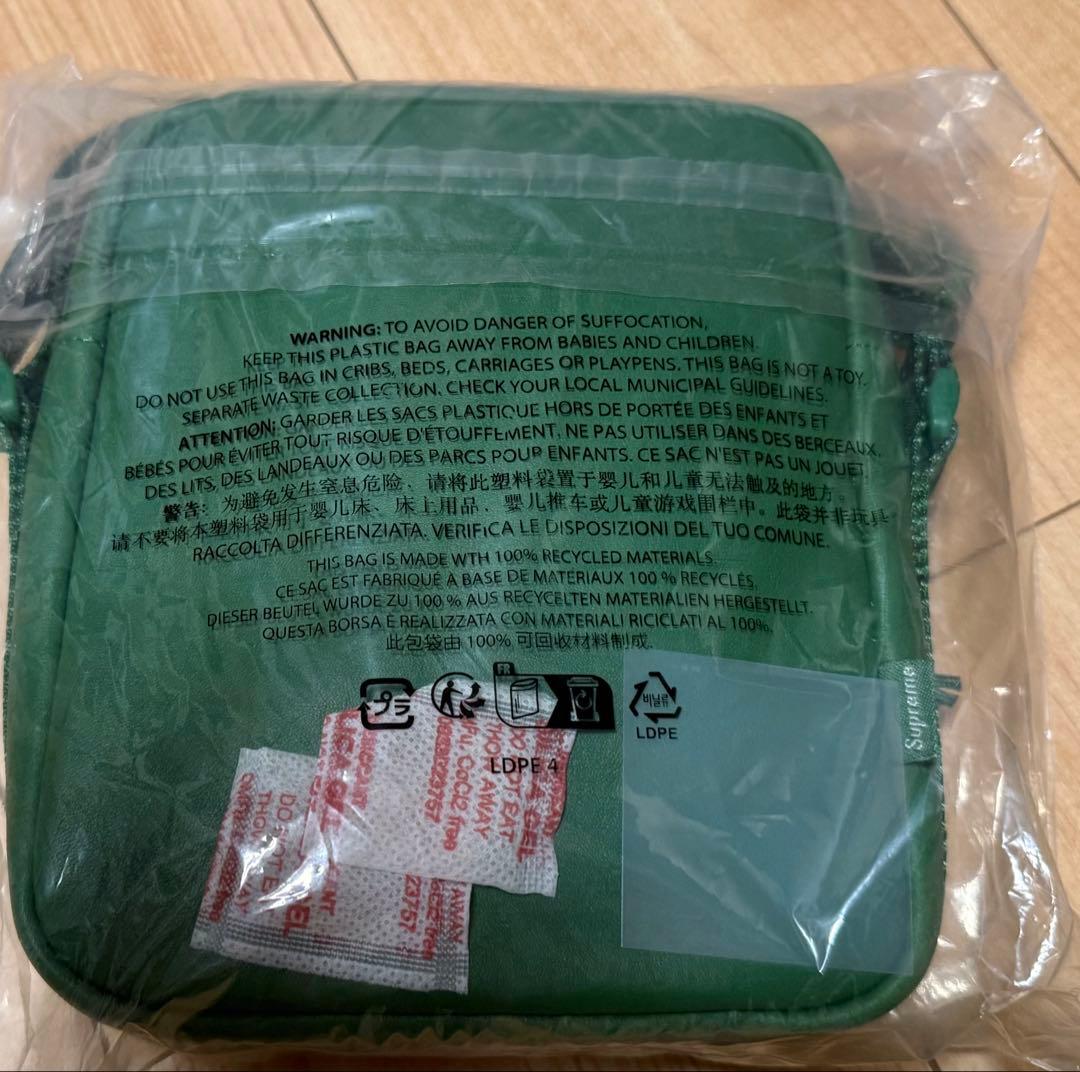 WARNING: TO AVOID DANGER OF SUFFOCATION,
KEEP THIS PLASTIC BAG AWAY FROM BABIES AND CHILDREN.
DO NOT USE THIS BAG IN CRIBS, BEDS, CARRIAGES OR PLAYPENS. THIS BAG IS NOT A TOY.
SEPARATE WASTE COLLECTION. CHECK YOUR LOCAL MUNICIPAL GUIDELINES.
ATTENTION: GARDER LES SACS PLASTIQUE HORS DE PORTÉE DES ENFANTS ET
BÉBÉS POUR ÉVITER TOUT RISQUE D'ÉTOUFFEMENT. NE PAS UTILISER DANS DES BERCEAUX,
DES LITS, DES LANDEAUX OU DES PARCS POUR ENFANTS. CE SAC N'EST PAS UN JOUET.
警告: 为避免发生窒息危险, 请将此塑料袋置于婴儿和儿童无法触及的地方。
请不要将本塑料袋用于婴儿床、床上用品、婴儿推车或儿童游戏围栏中。此袋并非玩具
RACCOLTA DIFFERENZIATA. VERIFICA LE DISPOSIZIONI DEL TUO COMUNE.
THIS BAG IS MADE WTH 100% RECYCLED MATERIALS.
CE SAC EST FABRIQUÉ A BASE DE MATERIAUX 100 % RECYCLÉS.
DIESER BEUTEL WURDE ZU 100 % AUS RECYCELTEN MATERIALIEN HERGESTELLT.
QUESTA BORSA È REALIZZATA CON MATERIALI RICICLATI AL 100%.
此包袋由 100% 可回收材料制成.
FR
プラ
비닐류
LDPE
LDPE 4
Supreme
CoCl2 free
THOW AWAY